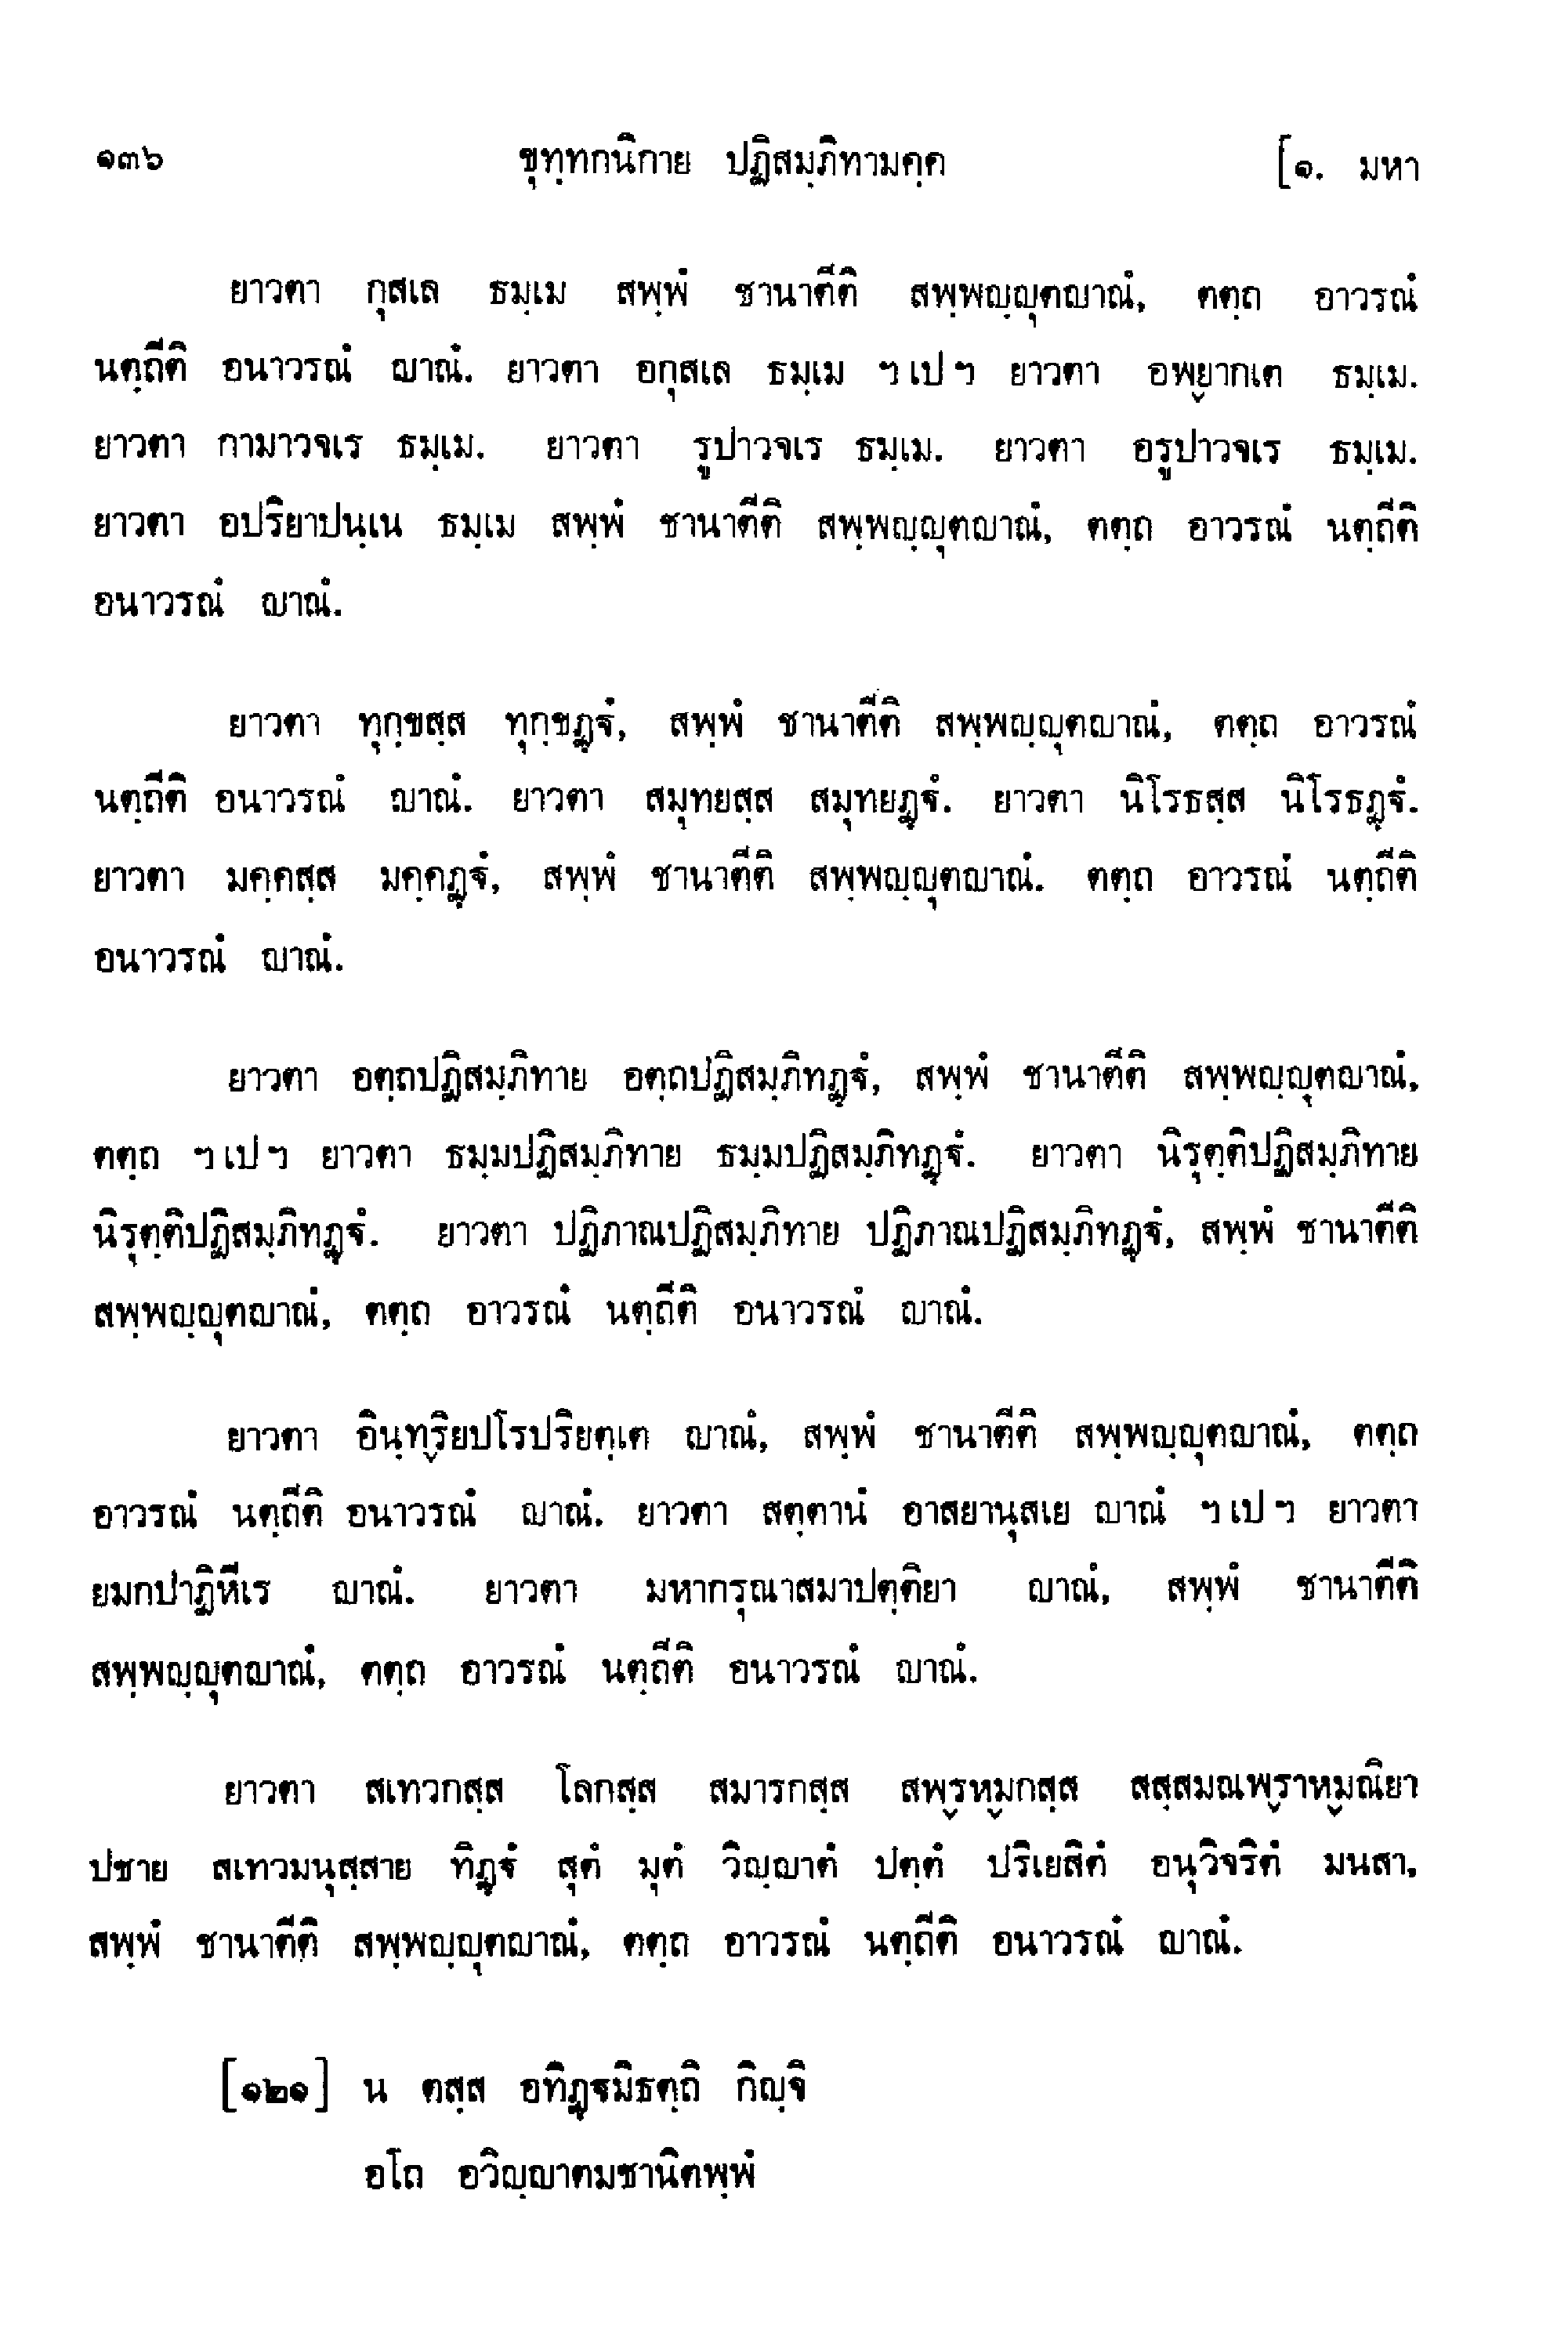 ๑๓๖ ขุทฺทกนิกาย ปฏิสมฺภิทามคฺค [๑. มหา
ยาวตา กุสเล ธมฺเม สพฺพํ ชานาตีติ สพฺพญฺญุตญาณํ, ตตฺถ อาวรณํ
นตฺถีติ อนาวรณํ ญาณํ. ยาวตา อกุสเล ธมฺเม ฯ เป ฯ ยาวตา อพฺยากเต ธมฺเม.
ยาวตา กามาวจเร ธมฺเม. ยาวตา รูปาวจเร ธมฺเม. ยาวตา อรูปาวจเร ธมฺเม.
ยาวตา อปริยาปนฺเน ธมฺเม สพฺพํ ชานาตีติ สพฺพญฺญุตญาณํ, ตตฺถ อาวรณํ นตฺถีติ
อนาวรณํ ญาณํ.
ยาวตา ทุกฺขสฺส ทุกฺขฏฺฐํ, สพฺพํ ชานาตีติ สพฺพญฺญุตญาณํ, ตตฺถ อาวรณํ
นตฺถีติ อนาวรณํ ญาณํ. ยาวตา สมุทยสฺส สมุทยฏฺฐํ. ยาวตา นิโรธสฺส นิโรธฏฺฐํ.
ยาวตา มคฺคสฺส มคฺคฏฺฐํ, สพฺพํ ชานาตีติ สพฺพญฺญุตญาณํ. ตตฺถ อาวรณํ นตฺถีติ
อนาวรณํ ญาณํ.
ยาวตา อตฺถปฏิสมฺภิทาย อตฺถปฏิสมฺภิทฏฺฐํ, สพฺพํ ชานาตีติ สพฺพญฺญุตญาณํ,
ตตฺถ ฯ เป ฯ ยาวตา ธมฺมปฏิสมฺภิทาย ธมฺมปฏิสมฺภิทฏฺฐํ. ยาวตา นิรุตฺติปฏิสมฺภิทาย
นิรุตฺติปฏิสมฺภิทฏฺฐํ. ยาวตา ปฏิภาณปฏิสมฺภิทาย ปฏิภาณปฏิสมฺภิทฏฺฐํ, สพฺพํ ชานาตีติ
สพฺพญฺญุตญาณํ, ตตฺถ อาวรณํ นตฺถีติ อนาวรณํ ญาณํ.
ยาวตา อินฺทฺริยปโรปริยตฺเต ญาณํ, สพฺพํ ชานาตีติ สพฺพญฺญุตญาณํ, ตตฺถ
อาวรณํ นตฺถีติ อนาวรณํ ญาณํ. ยาวตา สตฺตานํ อาสยานุสเย ญาณํ ฯ เป ฯ ยาวตา
ยมกปาฏิหีเร ญาณํ. ยาวตา มหากรุณาสมาปตฺติยา ญาณํ, สพฺพํ ชานาตีติ
สพฺพญฺญุตญาณํ, ตตฺถ อาวรณํ นตฺถีติ อนาวรณํ ญาณํ.
ยาวตา สเทวกสฺส โลกสฺส สมารกสฺส สพฺรหฺมกสฺส สสฺสมณพฺราหฺมณิยา
ปชาย สเทวมนุสฺสาย ทิฏฺฐํ สุตํ มุตํ วิญฺญาตํ ปตฺตํ ปริเยสิตํ อนุวิจริตํ มนสา,
สพฺพํ ชานาตีติ สพฺพญฺญุตญาณํ, ตตฺถ อาวรณํ นตฺถีติ อนาวรณํ ญาณํ.
[๑๒๑] น ตสฺส อทิฏฺฐมิธตฺถิ กิญฺจิ
อโถ อวิญฺญาตมชานิตพฺพํ